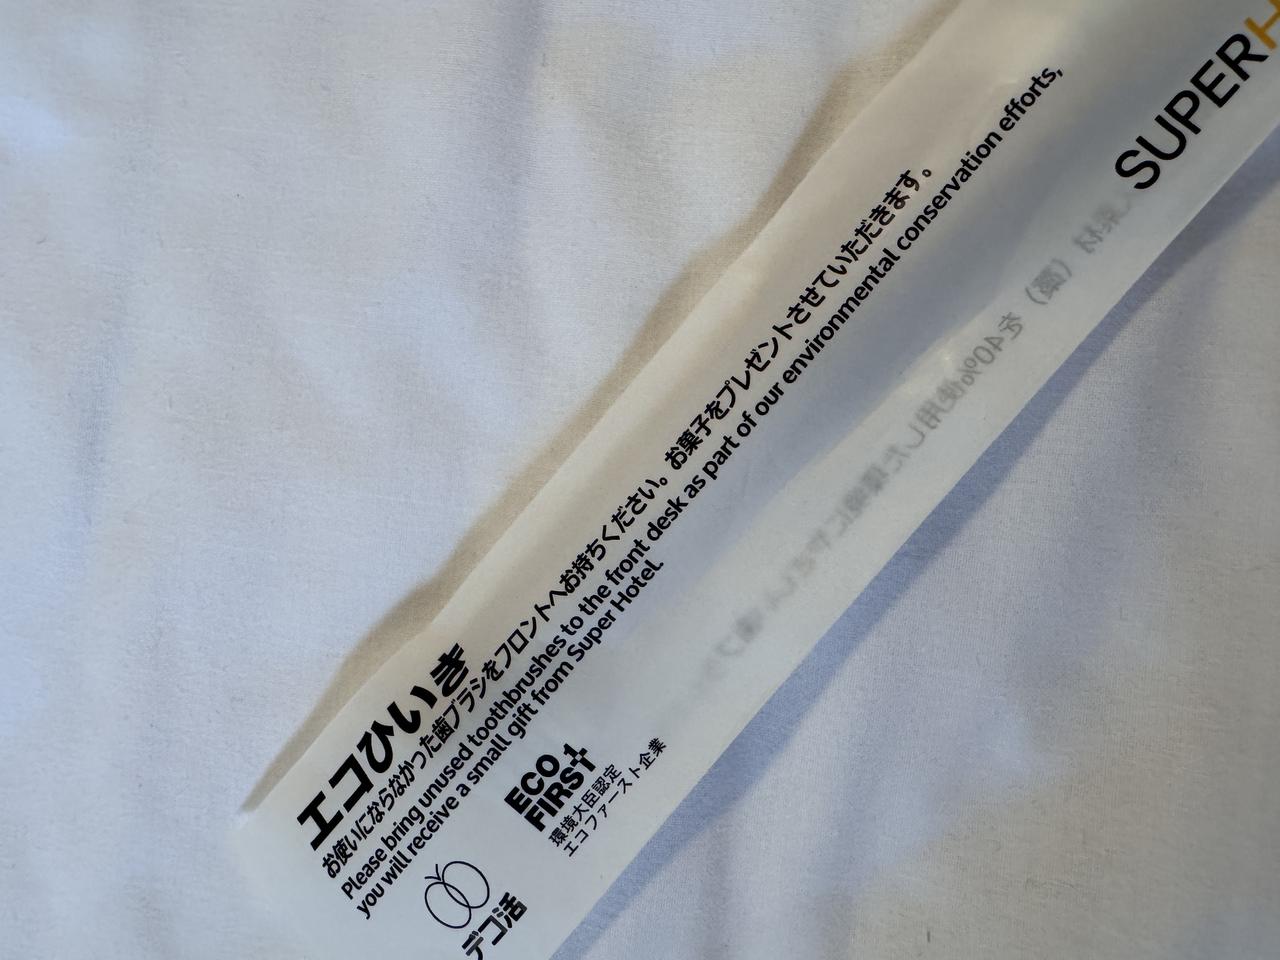 SUPERH
エコひいき
お使いにならなかった歯ブラシをフロントへお持ちください。お菓子をプレゼントさせていただきます。
Please bring unused toothbrushes to the front desk as part of our environmental conservation efforts,
you will receive a small gift from Super Hotel.
デコ活
ECO 1
FIRST
環境大臣認定
エコファースト企業